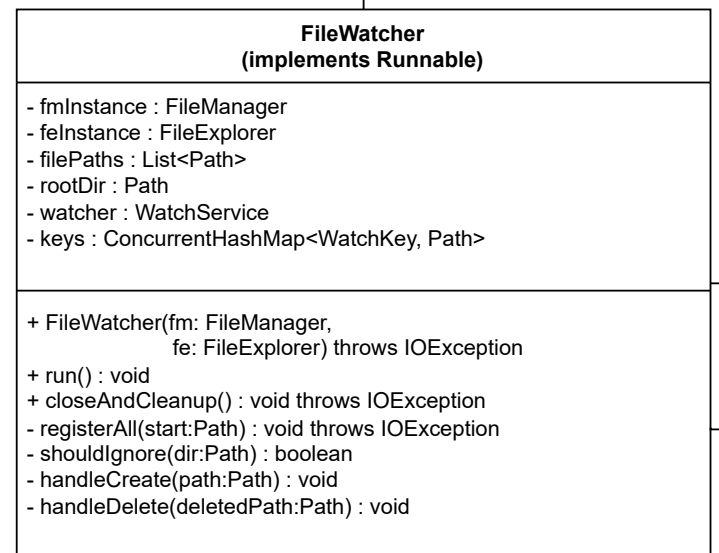 FileWatcher
(implements Runnable)
- fmInstance : FileManager
- feInstance : FileExplorer
- filePaths : List<Path>
- rootDir : Path
- watcher : WatchService
- keys : ConcurrentHashMap<WatchKey, Path>
+ FileWatcher(fm: FileManager,
fe: FileExplorer) throws IOException
+ run() : void
+ closeAndCleanup() : void throws IOException
- registerAll(start:Path) : void throws IOException
- shouldIgnore(dir:Path) : boolean
- handleCreate(path:Path) : void
- handleDelete(deletedPath:Path) : void